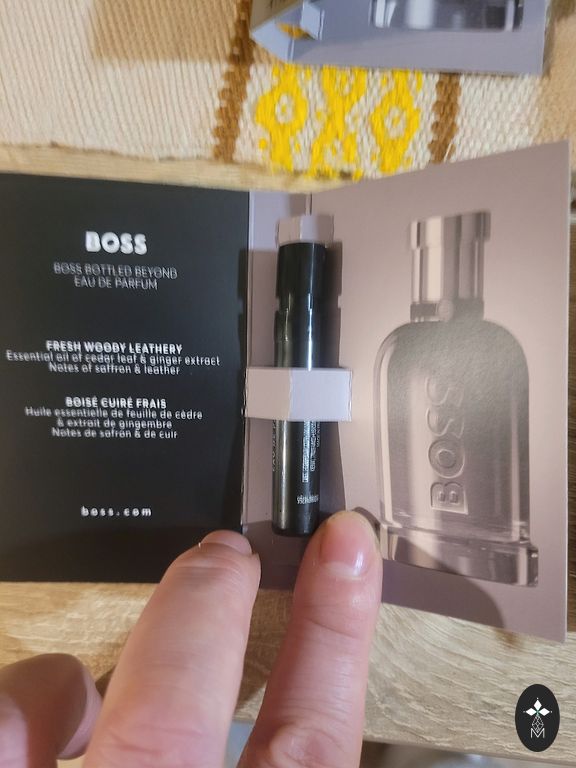 BOSS
BOSS BOTTLED BEYOND
EAU DE PARFUM
FRESH WOODY LEATHERY
Essential oil of cedar leaf & ginger extract
Notes of saffron & leather
BOISÉ CUIRÉ FRAIS
Huile essentielle de feuille de cèdre
& extrait de gingembre
Notes de safran & de cuir
boss.com
BOSS